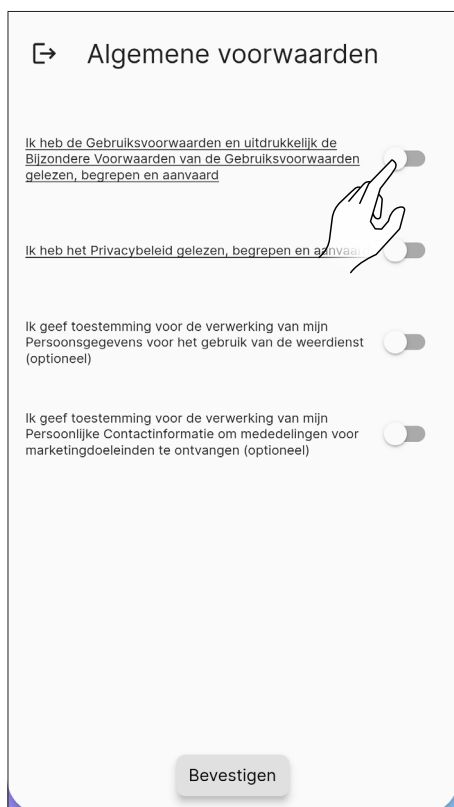 Algemene voorwaarden
Ik heb de Gebruiksvoorwaarden en uitdrukkelijk de
Bijzondere Voorwaarden van de Gebruiksvoorwaarden
gelezen, begrepen en aanvaard
Ik heb het Privacybeleid gelezen, begrepen en
Ik geef toestemming voor de verwerking van mijn
Persoonsgegevens voor het gebruik van de weerdienst
(optioneel)
Ik geef toestemming voor de verwerking van mijn
Persoonlijke Contactinformatie om mededelingen voor
marketingdoeleinden te ontvangen (optioneel)
Bevestigen